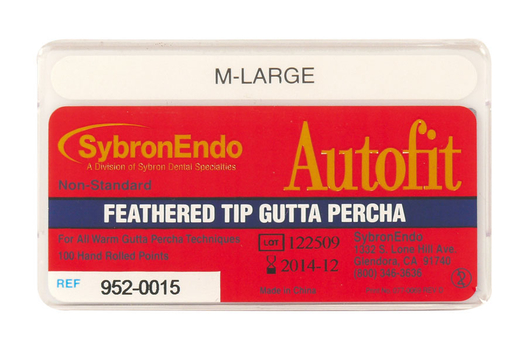 M-LARGE
SybronEndo
A Division of Sybron Dental Specialties
Autofit
Non-Standard
FEATHERED TIP GUTTA PERCHA
For All Warm Gutta Percha Techniques
100 Hand Rolled Points
LOT 122509
2014-12
SybronEndo
1332 S. Lone Hill Ave.
Glendora, CA 91740
REF 952-0015